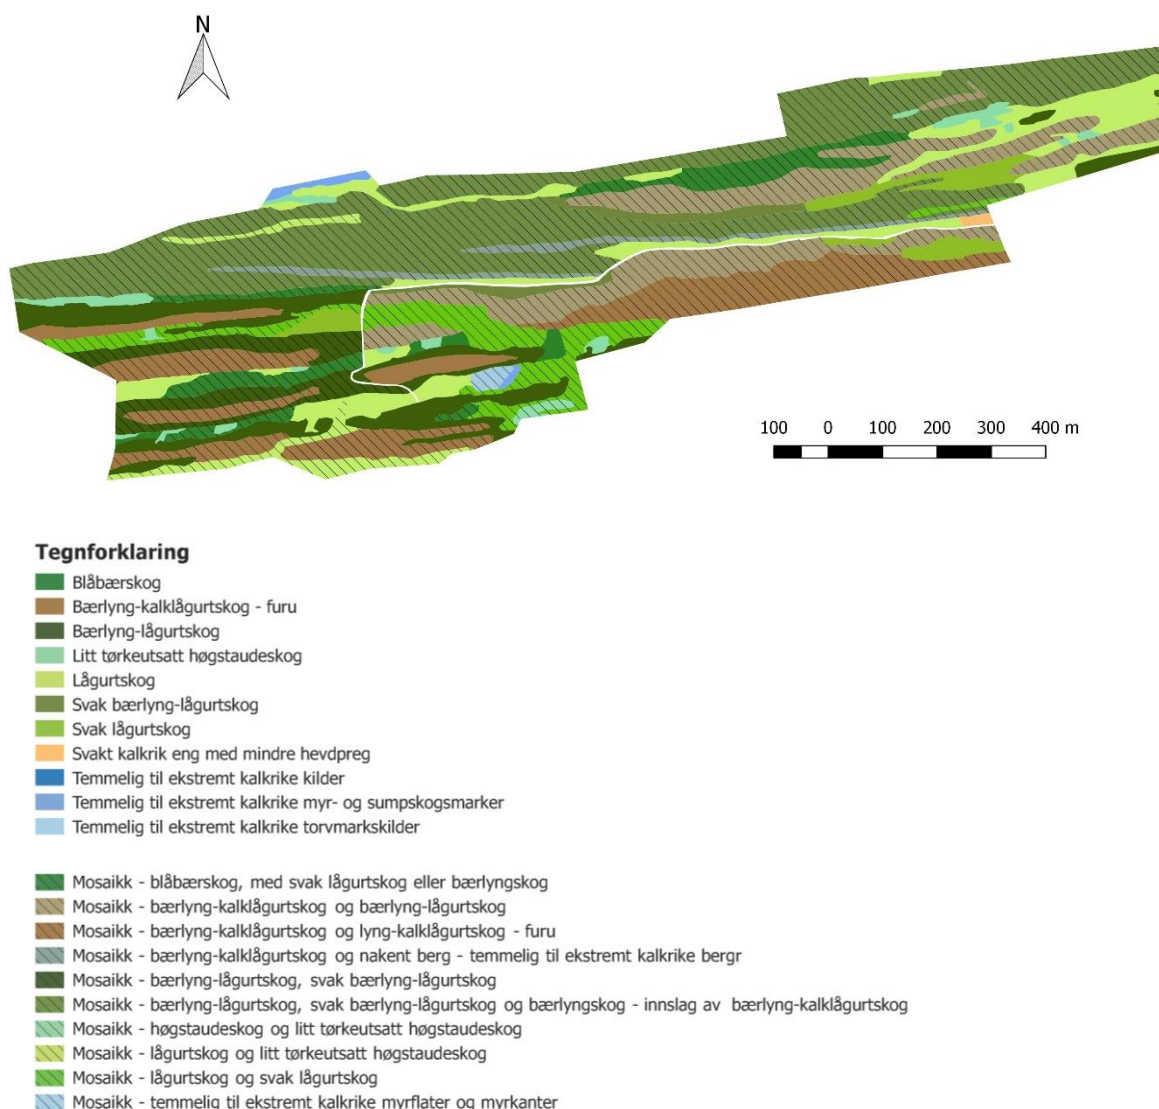 N
100 0 100 200 300 400 m
Tegnforklaring
Blåbærskog
Bærlyng-kalklågurtskog - furu
Bærlyng-lågurtskog
Litt tørkeutsatt høgstaudeskog
Lågurtskog
Svak bærlyng-lågurtskog
Svak lågurtskog
Svakt kalkrik eng med mindre hevdpreg
Temmelig til ekstremt kalkrike kilder
Temmelig til ekstremt kalkrike myr- og sumpskogsmarker
Temmelig til ekstremt kalkrike torvmarkskilder
Mosaikk - blåbærskog, med svak lågurtskog eller bærlyngskog
Mosaikk - bærlyng-kalklågurtskog og bærlyng-lågurtskog
Mosaikk - bærlyng-kalklågurtskog og lyng-kalklågurtskog - furu
Mosaikk - bærlyng-kalklågurtskog og nakent berg - temmelig til ekstremt kalkrike bergr
Mosaikk - bærlyng-lågurtskog, svak bærlyng-lågurtskog
Mosaikk - bærlyng-lågurtskog, svak bærlyng-lågurtskog og bærlyngskog - innslag av bærlyng-kalklågurtskog
Mosaikk - høgstaudeskog og litt tørkeutsatt høgstaudeskog
Mosaikk - lågurtskog og litt tørkeutsatt høgstaudeskog
Mosaikk - lågurtskog og svak lågurtskog
Mosaikk - temmelig til ekstremt kalkrike myrflater og myrkanter